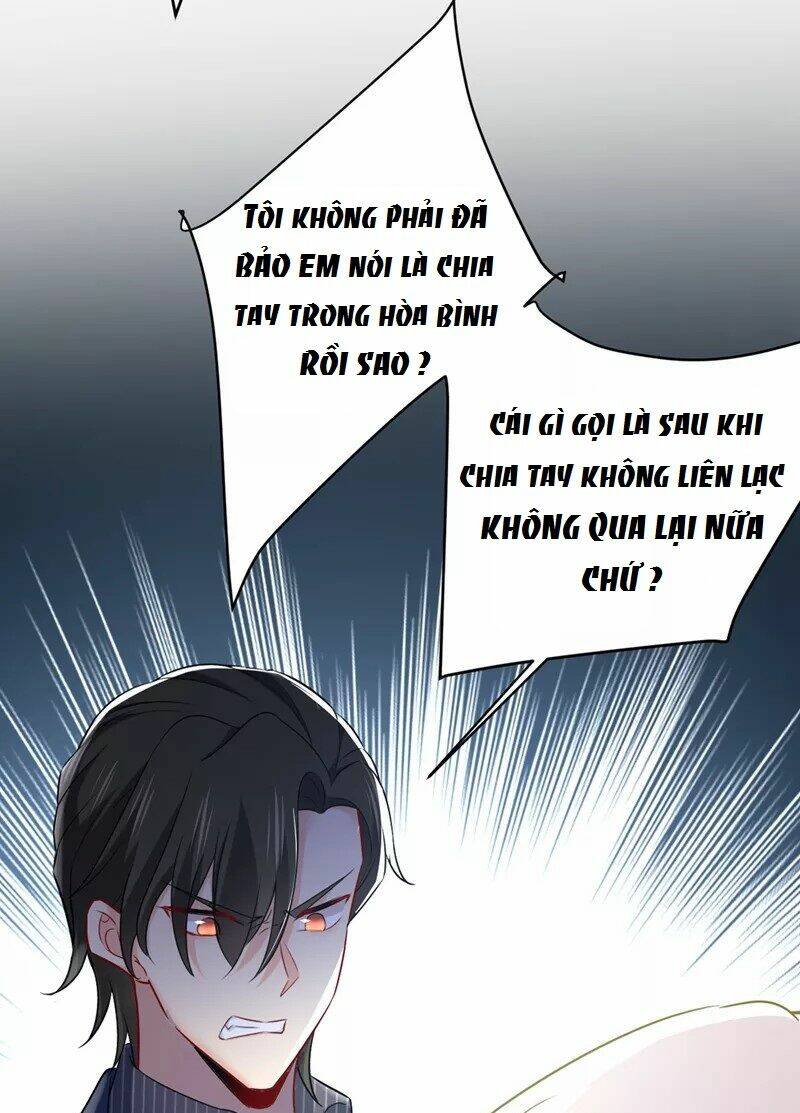 TÔI KHÔNG PHẢI ĐÃ
BẢO EM NÓI LÀ CHIA
TAY TRONG HÒA BÌNH
RỒI SAO ?
CÁI GÌ GỌI LÀ SAU KHI
CHIA TAY KHÔNG LIÊN LẠC
KHÔNG QUA LẠI NỮA
CHỨ ?